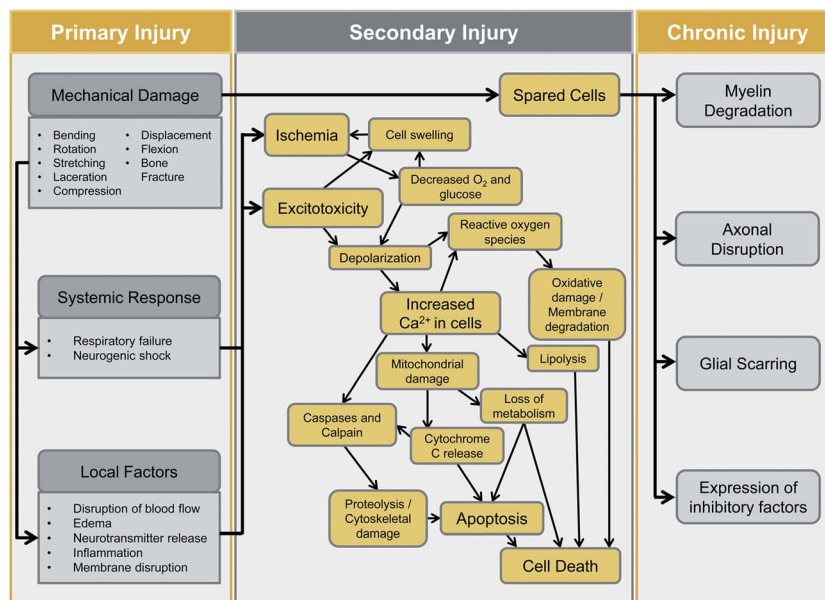 Primary Injury
Secondary Injury
Chronic Injury
Mechanical Damage
• Bending
• Rotation
• Stretching
• Laceration
• Compression
• Displacement
• Flexion
• Bone
Fracture
Systemic Response
• Respiratory failure
• Neurogenic shock
Local Factors
• Disruption of blood flow
• Edema
• Neurotransmitter release
• Inflammation
• Membrane disruption
Spared Cells
Ischemia
Cell swelling
Decreased O₂ and
glucose
Excitotoxicity
Reactive oxygen
species
Depolarization
Oxidative
damage /
Membrane
degradation
Increased
Ca²⁺ in cells
Lipolysis
Mitochondrial
damage
Loss of
metabolism
Caspases and
Calpain
Cytochrome
C release
Proteolysis /
Cytoskeletal
damage
Apoptosis
Cell Death
Myelin
Degradation
Axonal
Disruption
Glial Scarring
Expression of
inhibitory factors